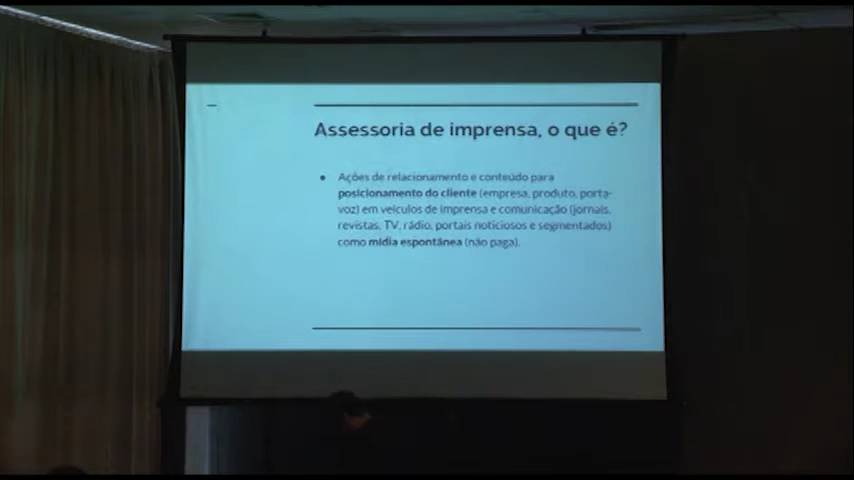 Assessoria de imprensa, o que é?
• Ações de relacionamento e conteúdo para
posicionamento do cliente (empresa, produto, porta-
voz) em veículos de imprensa e comunicação (jornais,
revistas, TV, rádio, portais noticiosos e segmentados)
como mídia espontânea (não paga).